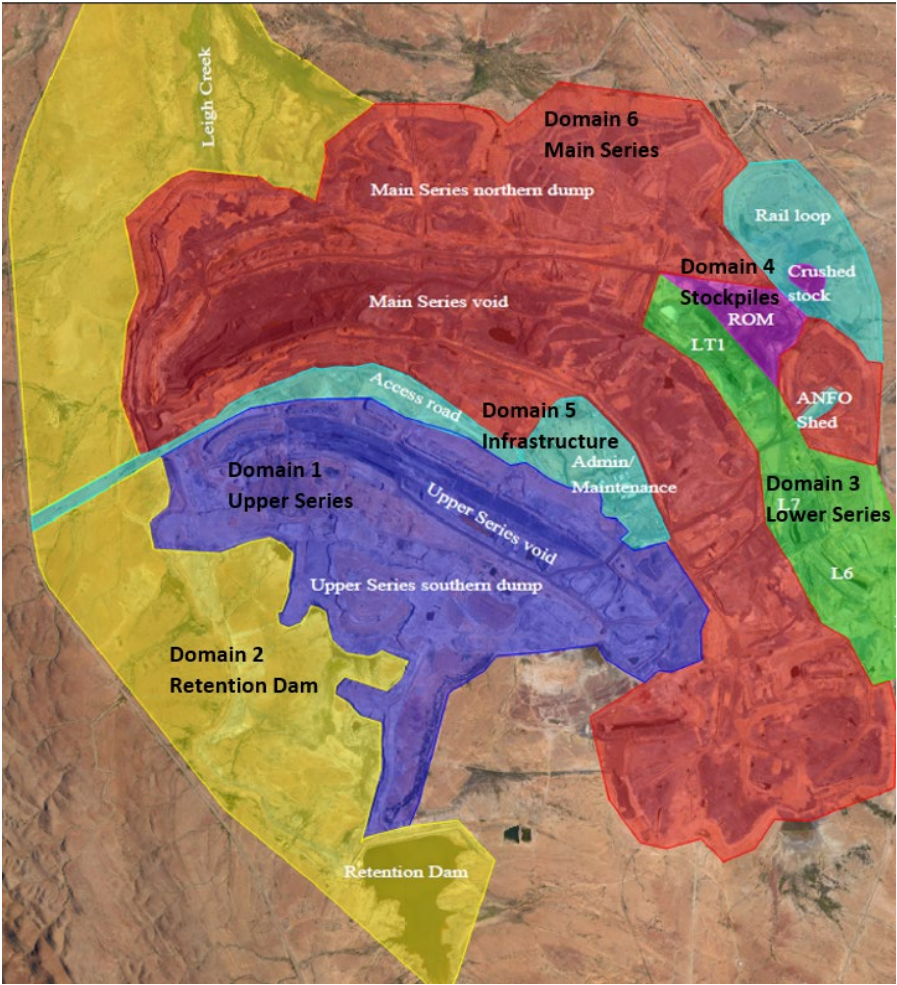 Leigh Creek
Domain 6
Main Series
Main Series northern dump
Rail loop
Domain 4
Stockpiles
Crushed
stock
ROM
Main Series void
LT1
Access road
ANFO
Shed
Domain 5
Infrastructure
Admin/
Maintenance
Domain 1
Upper Series
Upper Series void
Domain 3
Lower Series
L7
L6
Upper Series southern dump
Domain 2
Retention Dam
Retention Dam